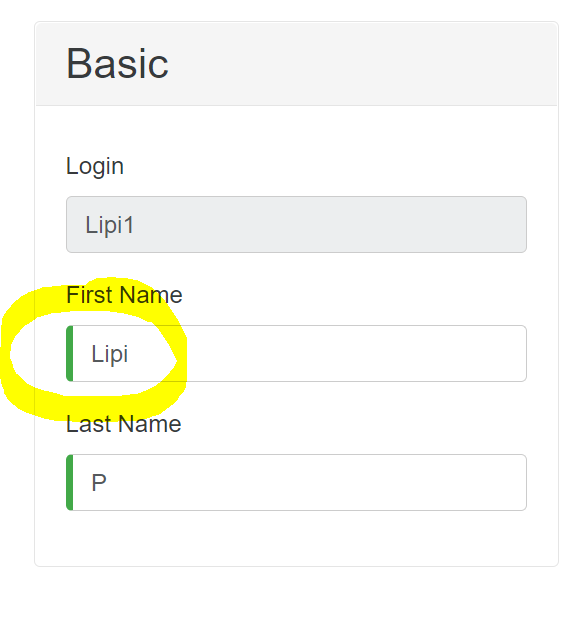 Basic
Login
Lipi1
First Name
Lipi
Last Name
P